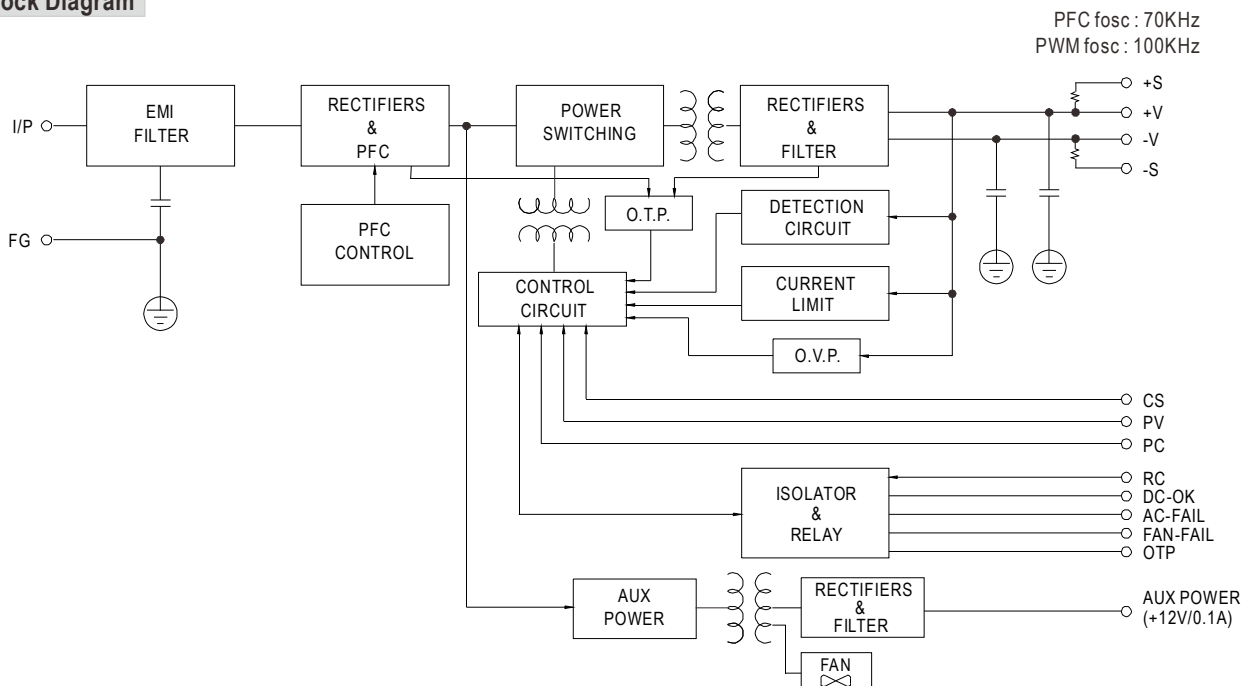 ock Diagram
PFC fosc : 70KHz
PWM fosc : 100KHz
I/P
EMI
FILTER
RECTIFIERS
&
PFC
POWER
SWITCHING
RECTIFIERS
&
FILTER
+S
+V
-V
-S
FG
PFC
CONTROL
O.T.P.
DETECTION
CIRCUIT
CONTROL
CIRCUIT
CURRENT
LIMIT
O.V.P.
CS
PV
PC
ISOLATOR
&
RELAY
RC
DC-OK
AC-FAIL
FAN-FAIL
OTP
AUX
POWER
RECTIFIERS
&
FILTER
AUX POWER
(+12V/0.1A)
FAN